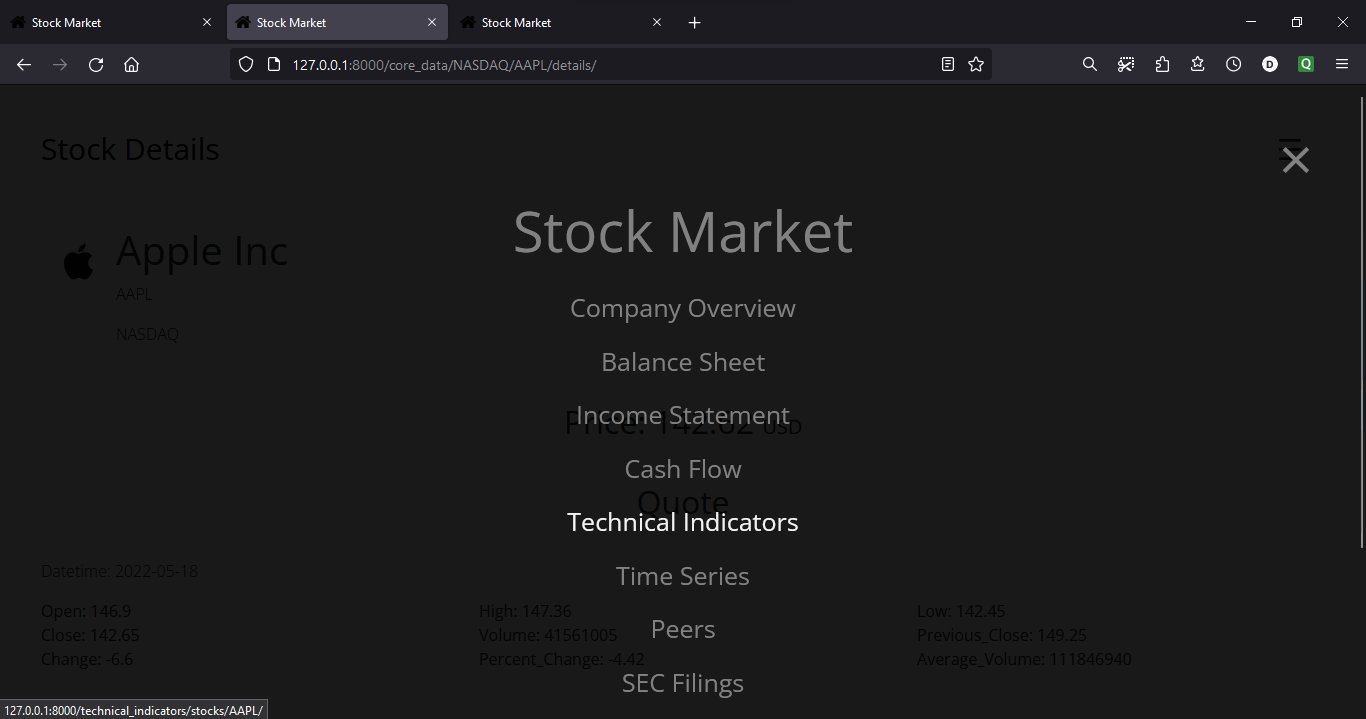 Stock Market
Stock Market
Stock Market
127.0.0.1:8000/core_data/NASDAQ/AAPL/details/
D
Q
Stock Details
Stock Market
Apple Inc
AAPL
NASDAQ
Company Overview
Balance Sheet
Income Statement
Price: 142.62 USD
Cash Flow
Quote
Technical Indicators
Time Series
Datetime: 2022-05-18
Open: 146.9
High: 147.36
Low: 142.45
Close: 142.65
Volume: 41561005
Previous_Close: 149.25
Peers
Change: -6.6
Percent_Change: -4.42
Average_Volume: 111846940
SEC Filings
127.0.0.1:8000/technical_indicators/stocks/AAPL/